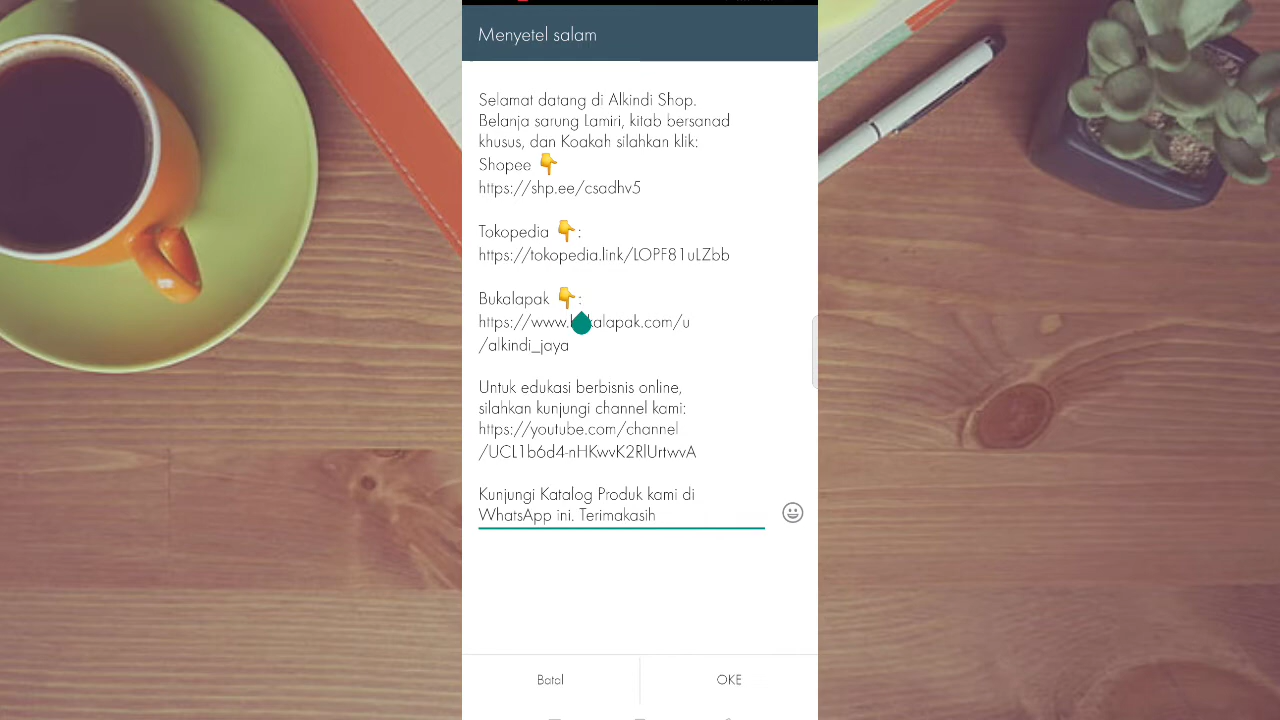 Menyetel salam
Selamat datang di Alkindi Shop.
Belanja sarung Lamiri, kitab bersanad
khusus, dan Koakah silahkan klik:
Shopee 👇
https://shp.ee/csadhv5
Tokopedia 👇:
https://tokopedia.link/LOPF81uLZbb
Bukalapak 👇:
https://www.bukalapak.com/u
/alkindi_jaya
Untuk edukasi berbisnis online,
silahkan kunjungi channel kami:
https://youtube.com/channel
/UCL1b6d4-nHKwvK2RlUrtwvA
Kunjungi Katalog Produk kami di
WhatsApp ini. Terimakasih
Batal
OKE